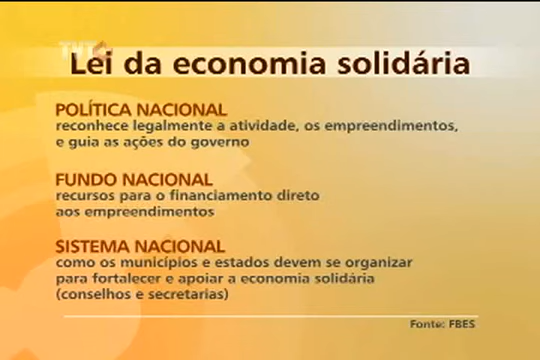 TVT
Lei da economia solidária
POLÍTICA NACIONAL
reconhece legalmente a atividade, os empreendimentos,
e guia as ações do governo
FUNDO NACIONAL
recursos para o financiamento direto
aos empreendimentos
SISTEMA NACIONAL
como os municípios e estados devem se organizar
para fortalecer e apoiar a economia solidária
(conselhos e secretarias)
Fonte: FBES